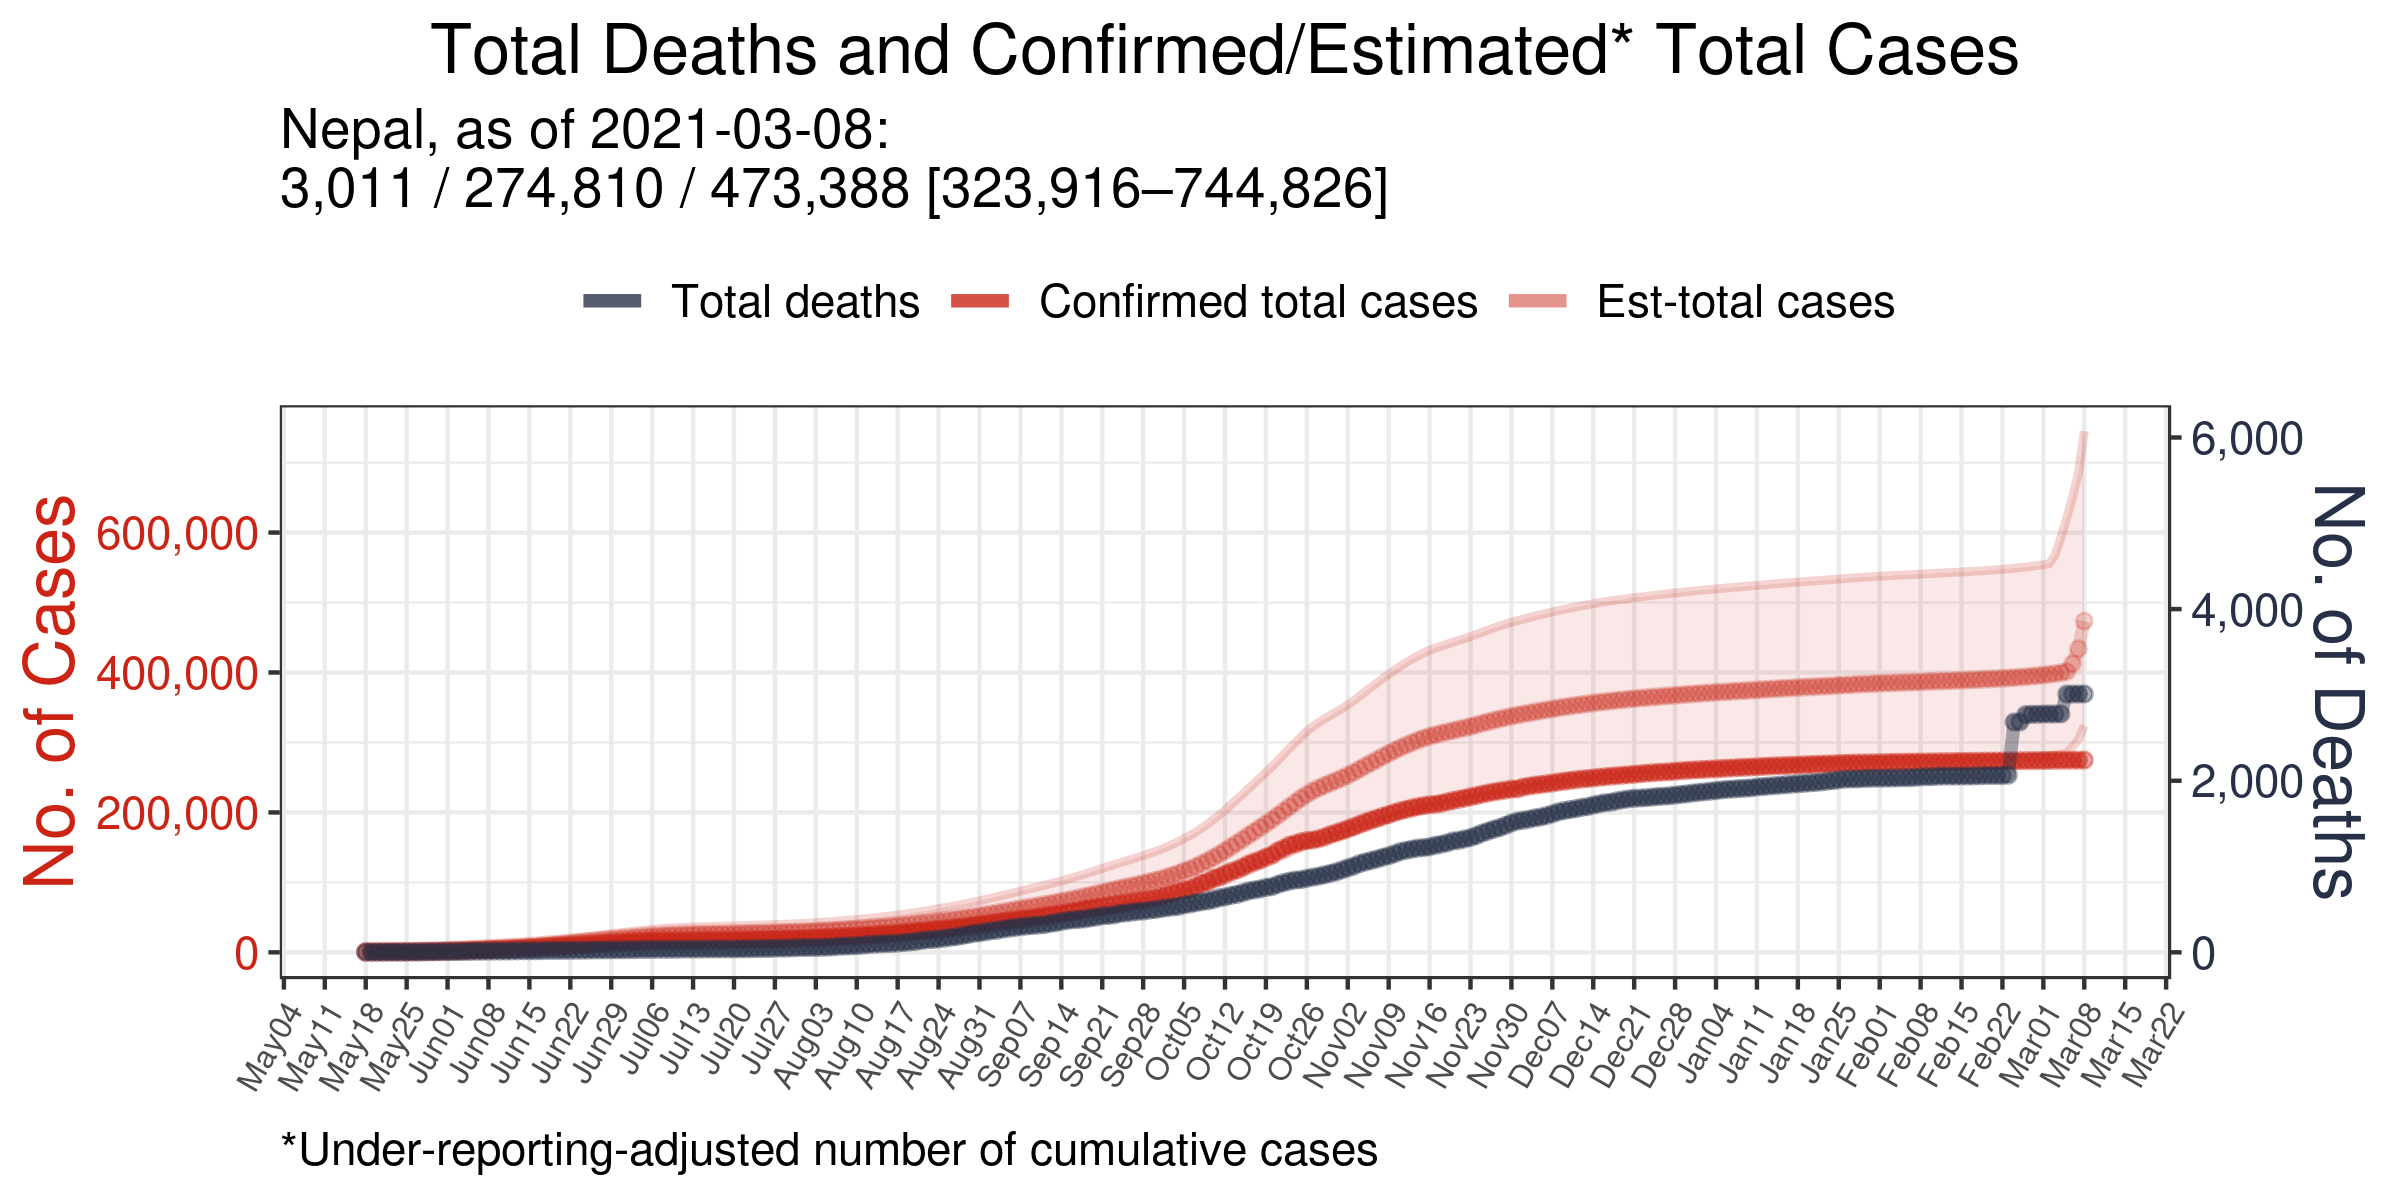 Total Deaths and Confirmed/Estimated* Total Cases
Nepal, as of 2021-03-08:
3,011 / 274,810 / 473,388 [323,916–744,826]
Total deaths
Confirmed total cases
Est-total cases
No. of Cases
600,000
400,000
200,000
0
6,000
4,000
2,000
0
No. of Deaths
May04
May11
May18
May25
Jun01
Jun08
Jun15
Jun22
Jun29
Jul06
Jul13
Jul20
Jul27
Aug03
Aug10
Aug17
Aug24
Aug31
Sep07
Sep14
Sep21
Sep28
Oct05
Oct12
Oct19
Oct26
Nov02
Nov09
Nov16
Nov23
Nov30
Dec07
Dec14
Dec21
Dec28
Jan04
Jan11
Jan18
Jan25
Feb01
Feb08
Feb15
Feb22
Mar01
Mar08
Mar15
Mar22
*Under-reporting-adjusted number of cumulative cases